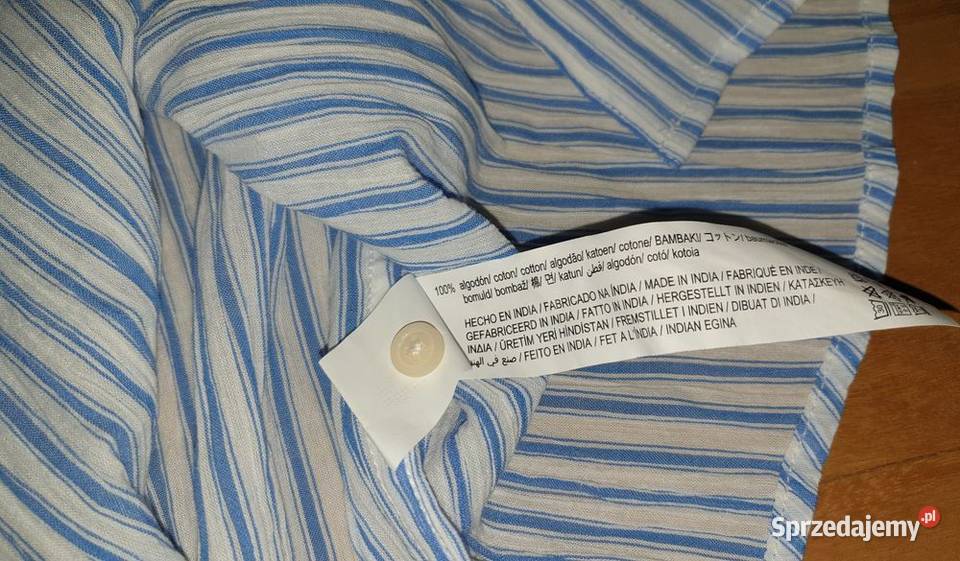 100% algodón/ coton/ cotton/ algodão/ katoen/ cotone/ BAMBAKI/ コットン/
bomuld/ bombaž/ 棉/ 면/ katun/ قطن/ algodón/ cotó/ kotoia
HECHO EN INDIA / FABRICADO NA ÍNDIA / MADE IN INDIA / FABRIQUÉ EN INDE /
GEFABRICEERD IN INDIA / FATTO IN INDIA / HERGESTELLT IN INDIEN / ΚΑΤΑΣΚΕΥΗ
ΙΝΔΙΑ / ÜRETİM YERİ HİNDİSTAN / FREMSTILLET I INDIEN / DIBUAT DI INDIA /
صنع في الهند / FEITO EN INDIA / FET A L'ÍNDIA / INDIAN EGINA
Sprzedajemy.pl